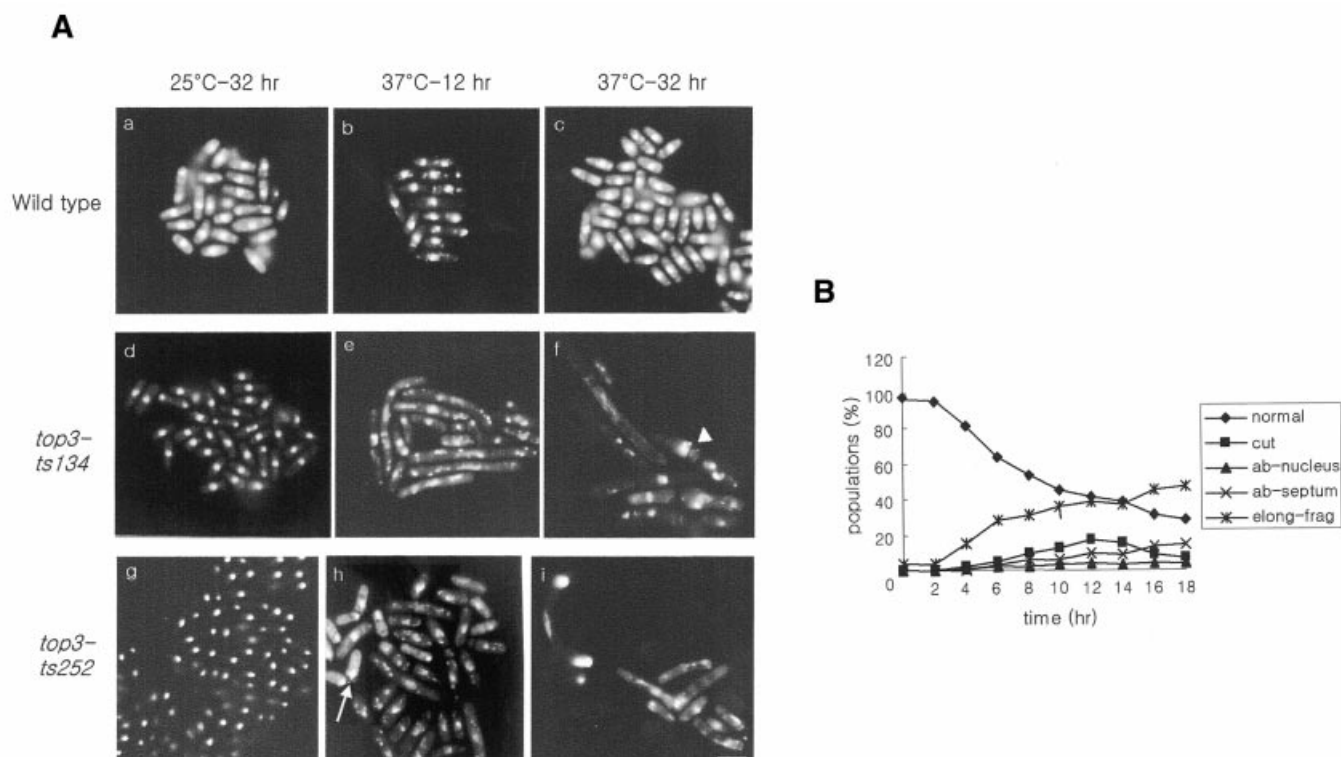 A
25°C-32 hr 37°C-12 hr 37°C-32 hr
Wild type
a b c
top3-
ts134
d e f
top3-
ts252
g h i
B
120
100
80
60
40
20
0
populations (%)
2 4 6 8 10 12 14 16 18
time (hr)
normal
cut
ab-nucleus
ab-septum
elong-frag